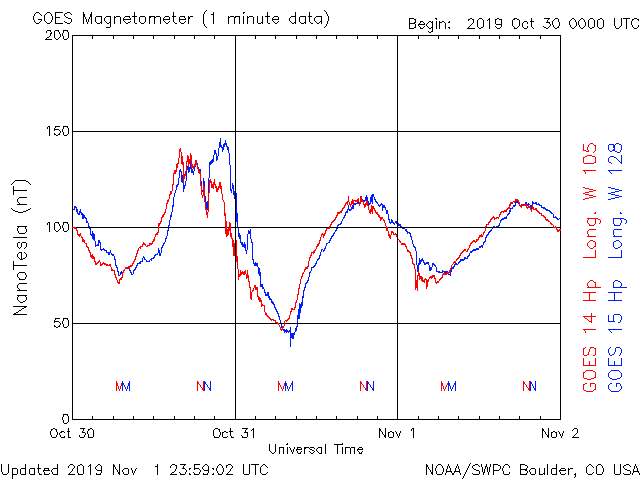 GOES Magnetometer (1 minute data)
Begin: 2019 Oct 30 0000 UTC
200
150
100
50
0
NanoTesla (nT)
M M N N M M N N M M N N
Oct 30 Oct 31 Nov 1 Nov 2
Universal Time
GOES 14 Hp Long. W 105
GOES 15 Hp Long. W 128
Updated 2019 Nov 1 23:59:02 UTC
NOAA/SWPC Boulder, CO USA